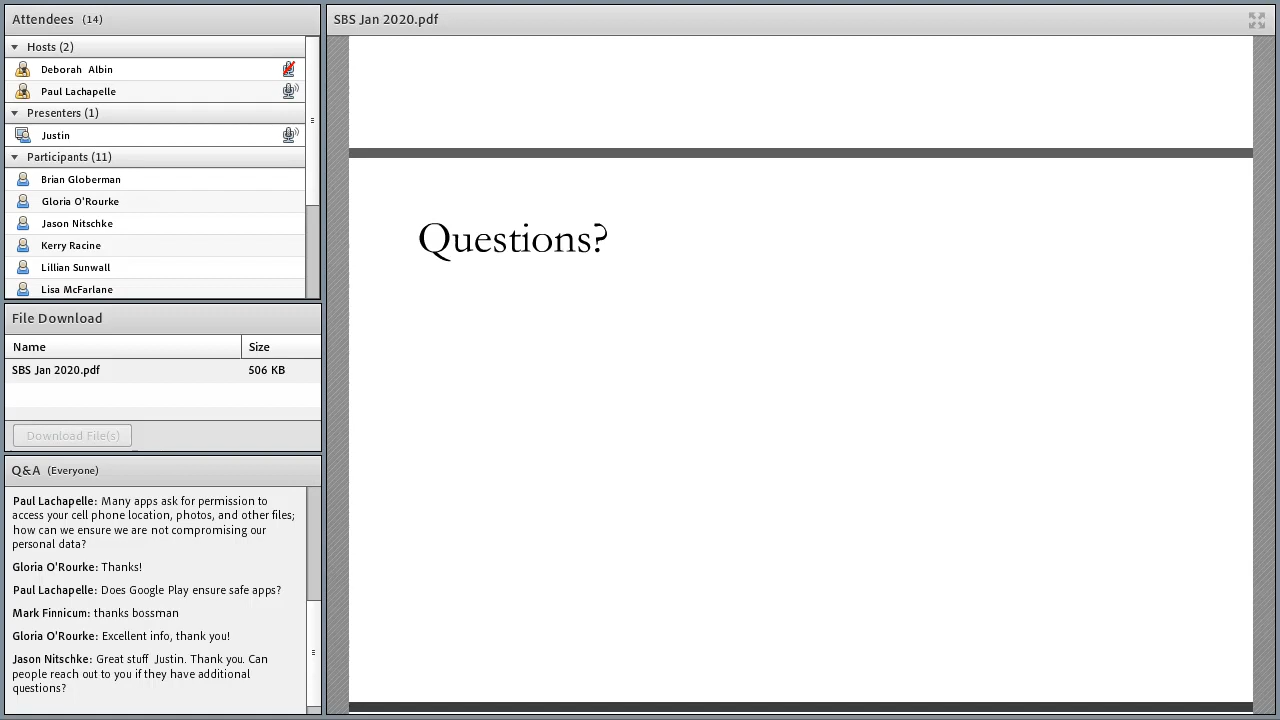 Attendees (14)
Hosts (2)
Deborah Albin
Paul Lachapelle
Presenters (1)
Justin
Participants (11)
Brian Globerman
Gloria O'Rourke
Jason Nitschke
Kerry Racine
Lillian Sunwall
Lisa McFarlane
File Download
Name Size
SBS Jan 2020.pdf 506 KB
Download File(s)
Q&A (Everyone)
Paul Lachapelle: Many apps ask for permission to
access your cell phone location, photos, and other files;
how can we ensure we are not compromising our
personal data?
Gloria O'Rourke: Thanks!
Paul Lachapelle: Does Google Play ensure safe apps?
Mark Finnicum: thanks bossman
Gloria O'Rourke: Excellent info, thank you!
Jason Nitschke: Great stuff Justin. Thank you. Can
people reach out to you if they have additional
questions?
SBS Jan 2020.pdf
Questions?